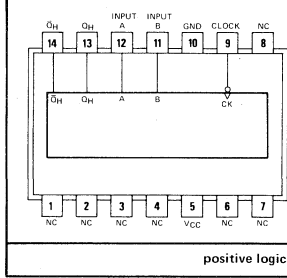 INPUT INPUT
Q̄H QH A B GND CLOCK NC
14 13 12 11 10 9 8
Q̄H QH A B CK
1 2 3 4 5 6 7
NC NC NC NC VCC NC NC
positive logic